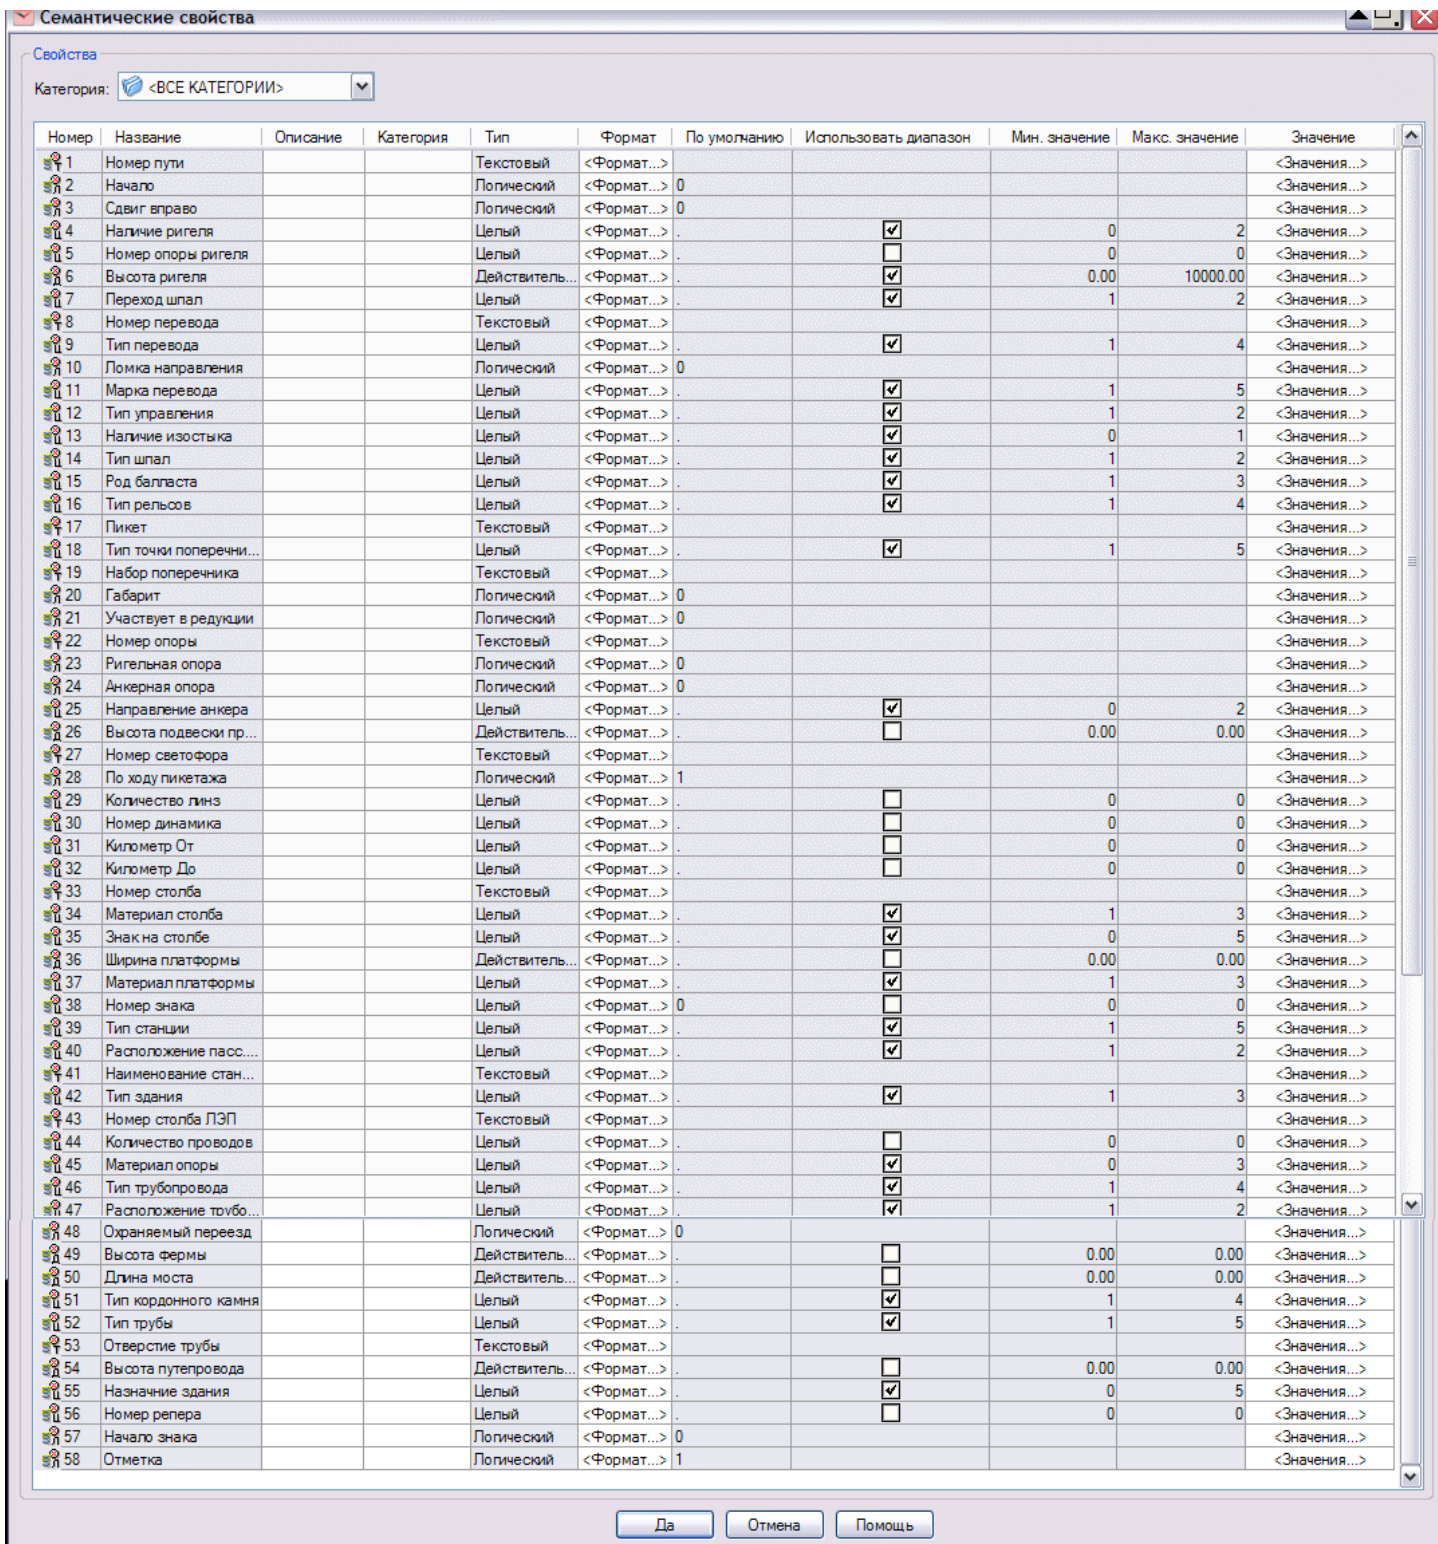 Семантические свойства
Свойства
Категория: <ВСЕ КАТЕГОРИИ>
Номер Название Описание Категория Тип Формат По умолчанию Использовать диапазон Мин. значение Макс. значение Значение
1 Номер пути Текстовый <Формат...> <Значения...>
2 Начало Логический <Формат...> 0 <Значения...>
3 Сдвиг вправо Логический <Формат...> 0 <Значения...>
4 Наличие ригеля Целый <Формат...> . 0 2 <Значения...>
5 Номер опоры ригеля Целый <Формат...> . 0 0 <Значения...>
6 Высота ригеля Действитель... <Формат...> . 0.00 10000.00 <Значения...>
7 Переход шпал Целый <Формат...> . 1 2 <Значения...>
8 Номер перевода Текстовый <Формат...> <Значения...>
9 Тип перевода Целый <Формат...> . 1 4 <Значения...>
10 Ломка направления Логический <Формат...> 0 <Значения...>
11 Марка перевода Целый <Формат...> . 1 5 <Значения...>
12 Тип управления Целый <Формат...> . 1 2 <Значения...>
13 Наличие изостыка Целый <Формат...> . 0 1 <Значения...>
14 Тип шпал Целый <Формат...> . 1 2 <Значения...>
15 Род балласта Целый <Формат...> . 1 3 <Значения...>
16 Тип рельсов Целый <Формат...> . 1 4 <Значения...>
17 Пикет Текстовый <Формат...> <Значения...>
18 Тип точки поперечни... Целый <Формат...> . 1 5 <Значения...>
19 Набор поперечника Текстовый <Формат...> <Значения...>
20 Габарит Логический <Формат...> 0 <Значения...>
21 Участвует в редукции Логический <Формат...> 0 <Значения...>
22 Номер опоры Текстовый <Формат...> <Значения...>
23 Ригельная опора Логический <Формат...> 0 <Значения...>
24 Анкерная опора Логический <Формат...> 0 <Значения...>
25 Направление анкера Целый <Формат...> . 0 2 <Значения...>
26 Высота подвески пр... Действитель... <Формат...> . 0.00 0.00 <Значения...>
27 Номер светофора Текстовый <Формат...> <Значения...>
28 По ходу пикетажа Логический <Формат...> 1 <Значения...>
29 Количество линз Целый <Формат...> . 0 0 <Значения...>
30 Номер динамика Целый <Формат...> . 0 0 <Значения...>
31 Километр От Целый <Формат...> . 0 0 <Значения...>
32 Километр До Целый <Формат...> . 0 0 <Значения...>
33 Номер столба Текстовый <Формат...> <Значения...>
34 Материал столба Целый <Формат...> . 1 3 <Значения...>
35 Знак на столбе Целый <Формат...> . 0 5 <Значения...>
36 Ширина платформы Действитель... <Формат...> . 0.00 0.00 <Значения...>
37 Материал платформы Целый <Формат...> . 1 3 <Значения...>
38 Номер знака Целый <Формат...> 0 0 0 <Значения...>
39 Тип станции Целый <Формат...> . 1 5 <Значения...>
40 Расположение пасс.... Целый <Формат...> . 1 2 <Значения...>
41 Наименование стан... Текстовый <Формат...> <Значения...>
42 Тип здания Целый <Формат...> . 1 3 <Значения...>
43 Номер столба ЛЭП Текстовый <Формат...> <Значения...>
44 Количество проводов Целый <Формат...> . 0 0 <Значения...>
45 Материал опоры Целый <Формат...> . 0 3 <Значения...>
46 Тип трубопровода Целый <Формат...> . 1 4 <Значения...>
47 Расположение трубо... Целый <Формат...> . 1 2 <Значения...>
48 Охраняемый переезд Логический <Формат...> 0 <Значения...>
49 Высота фермы Действитель... <Формат...> . 0.00 0.00 <Значения...>
50 Длина моста Действитель... <Формат...> . 0.00 0.00 <Значения...>
51 Тип кордонного камня Целый <Формат...> . 1 4 <Значения...>
52 Тип трубы Целый <Формат...> . 1 5 <Значения...>
53 Отверстие трубы Текстовый <Формат...> <Значения...>
54 Высота путепровода Действитель... <Формат...> . 0.00 0.00 <Значения...>
55 Назначние здания Целый <Формат...> . 0 5 <Значения...>
56 Номер репера Целый <Формат...> . 0 0 <Значения...>
57 Начало знака Логический <Формат...> 0 <Значения...>
58 Отметка Логический <Формат...> 1 <Значения...>
Да Отмена Помощь